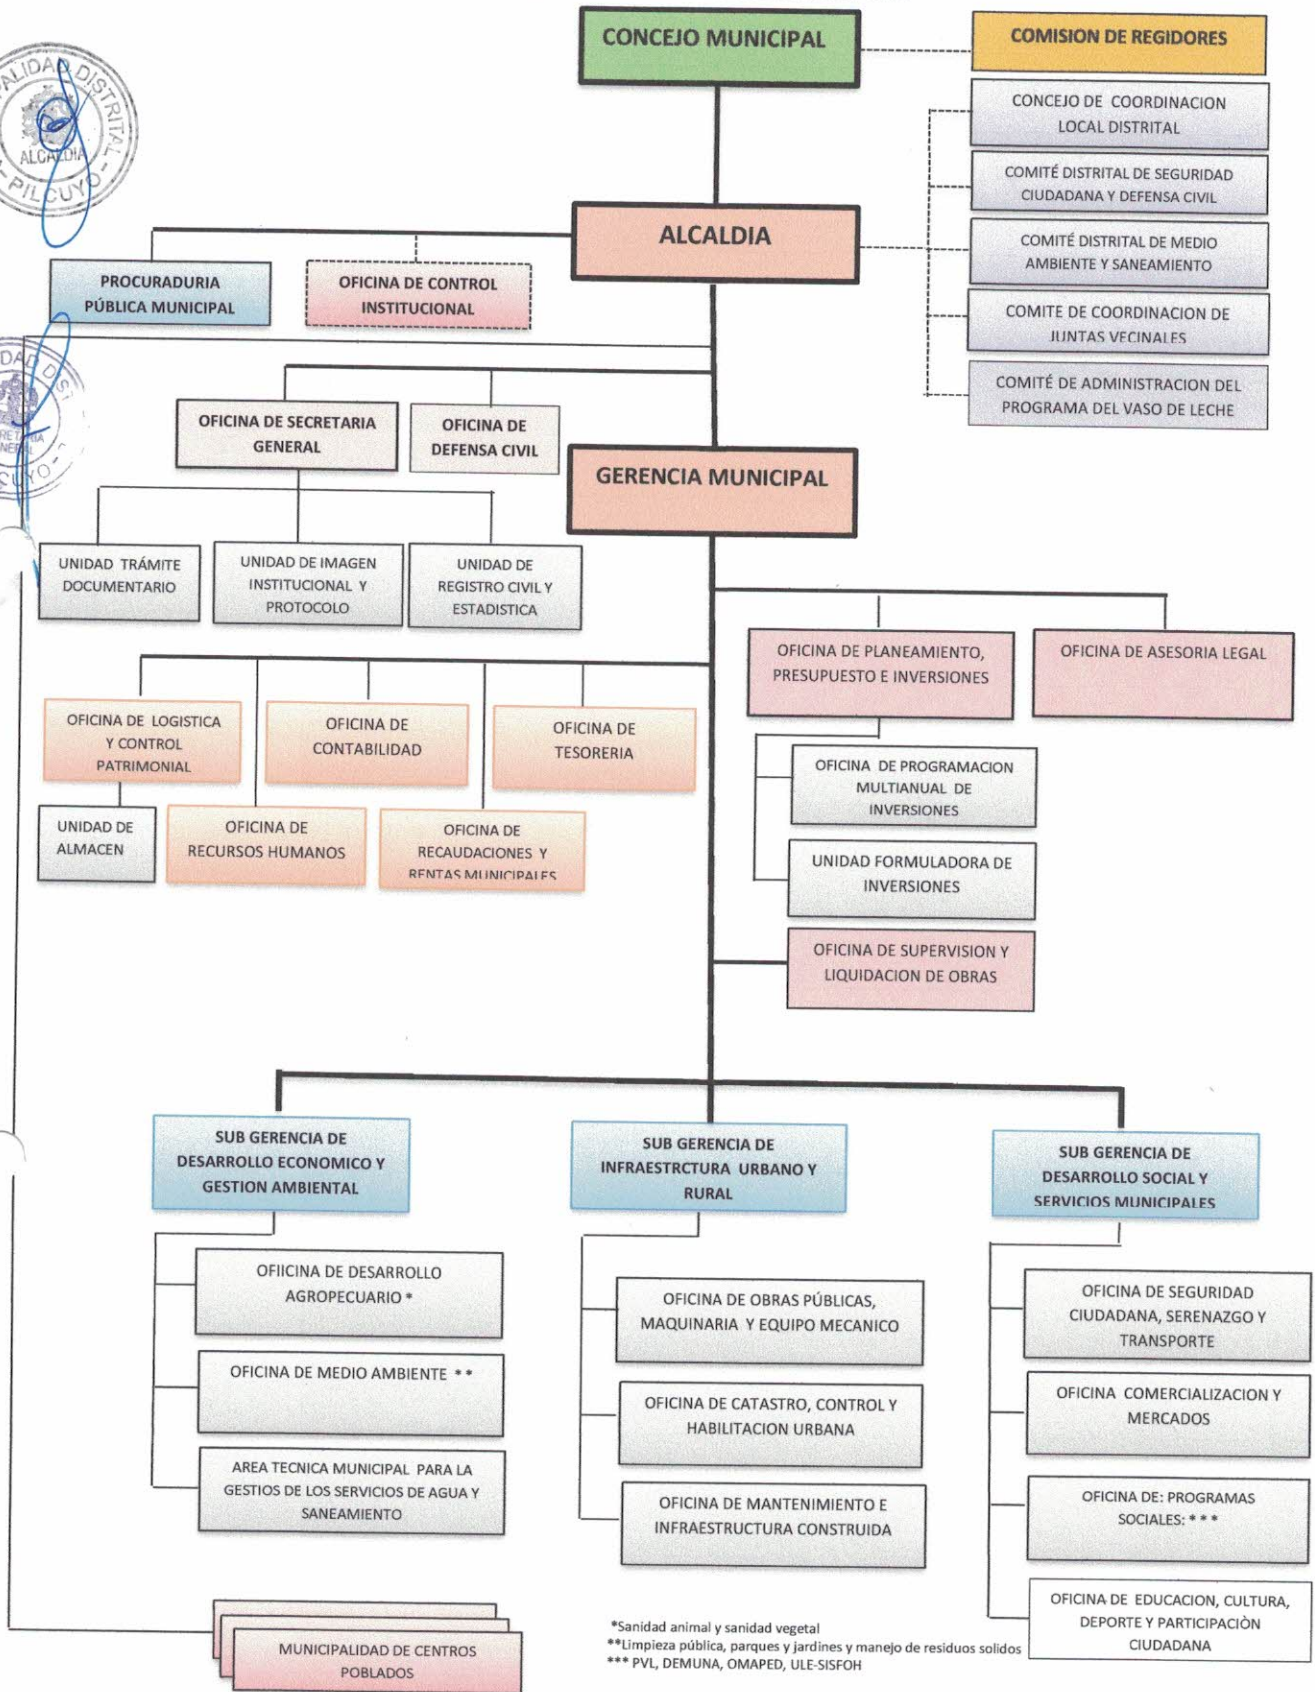 CONCEJO MUNICIPAL
COMISION DE REGIDORES
CONCEJO DE COORDINACION
LOCAL DISTRITAL
COMITÉ DISTRITAL DE SEGURIDAD
CIUDADANA Y DEFENSA CIVIL
COMITÉ DISTRITAL DE MEDIO
AMBIENTE Y SANEAMIENTO
COMITE DE COORDINACION DE
JUNTAS VECINALES
COMITÉ DE ADMINISTRACION DEL
PROGRAMA DEL VASO DE LECHE
ALIDAD DISTRITAL
ALCALDIA
PILCUYO
ALCALDIA
PROCURADURIA
PÚBLICA MUNICIPAL
OFICINA DE CONTROL
INSTITUCIONAL
OFICINA DE SECRETARIA
GENERAL
OFICINA DE
DEFENSA CIVIL
GERENCIA MUNICIPAL
UNIDAD TRÁMITE
DOCUMENTARIO
UNIDAD DE IMAGEN
INSTITUCIONAL Y
PROTOCOLO
UNIDAD DE
REGISTRO CIVIL Y
ESTADISTICA
OFICINA DE PLANEAMIENTO,
PRESUPUESTO E INVERSIONES
OFICINA DE ASESORIA LEGAL
OFICINA DE LOGISTICA
Y CONTROL
PATRIMONIAL
OFICINA DE
CONTABILIDAD
OFICINA DE
TESORERIA
UNIDAD DE
ALMACEN
OFICINA DE
RECURSOS HUMANOS
OFICINA DE
RECAUDACIONES Y
RENTAS MUNICIPALES
OFICINA DE PROGRAMACION
MULTIANUAL DE
INVERSIONES
UNIDAD FORMULADORA DE
INVERSIONES
OFICINA DE SUPERVISION Y
LIQUIDACION DE OBRAS
SUB GERENCIA DE
DESARROLLO ECONOMICO Y
GESTION AMBIENTAL
OFIICINA DE DESARROLLO
AGROPECUARIO *
OFICINA DE MEDIO AMBIENTE **
AREA TECNICA MUNICIPAL PARA LA
GESTIOS DE LOS SERVICIOS DE AGUA Y
SANEAMIENTO
SUB GERENCIA DE
INFRAESTRCTURA URBANO Y
RURAL
OFICINA DE OBRAS PÚBLICAS,
MAQUINARIA Y EQUIPO MECANICO
OFICINA DE CATASTRO, CONTROL Y
HABILITACION URBANA
OFICINA DE MANTENIMIENTO E
INFRAESTRUCTURA CONSTRUIDA
SUB GERENCIA DE
DESARROLLO SOCIAL Y
SERVICIOS MUNICIPALES
OFICINA DE SEGURIDAD
CIUDADANA, SERENAZGO Y
TRANSPORTE
OFICINA COMERCIALIZACION Y
MERCADOS
OFICINA DE: PROGRAMAS
SOCIALES: * * *
OFICINA DE EDUCACION, CULTURA,
DEPORTE Y PARTICIPACIÒN
CIUDADANA
MUNICIPALIDAD DE CENTROS
POBLADOS
*Sanidad animal y sanidad vegetal
**Limpieza pública, parques y jardines y manejo de residuos solidos
*** PVL, DEMUNA, OMAPED, ULE-SISFOH